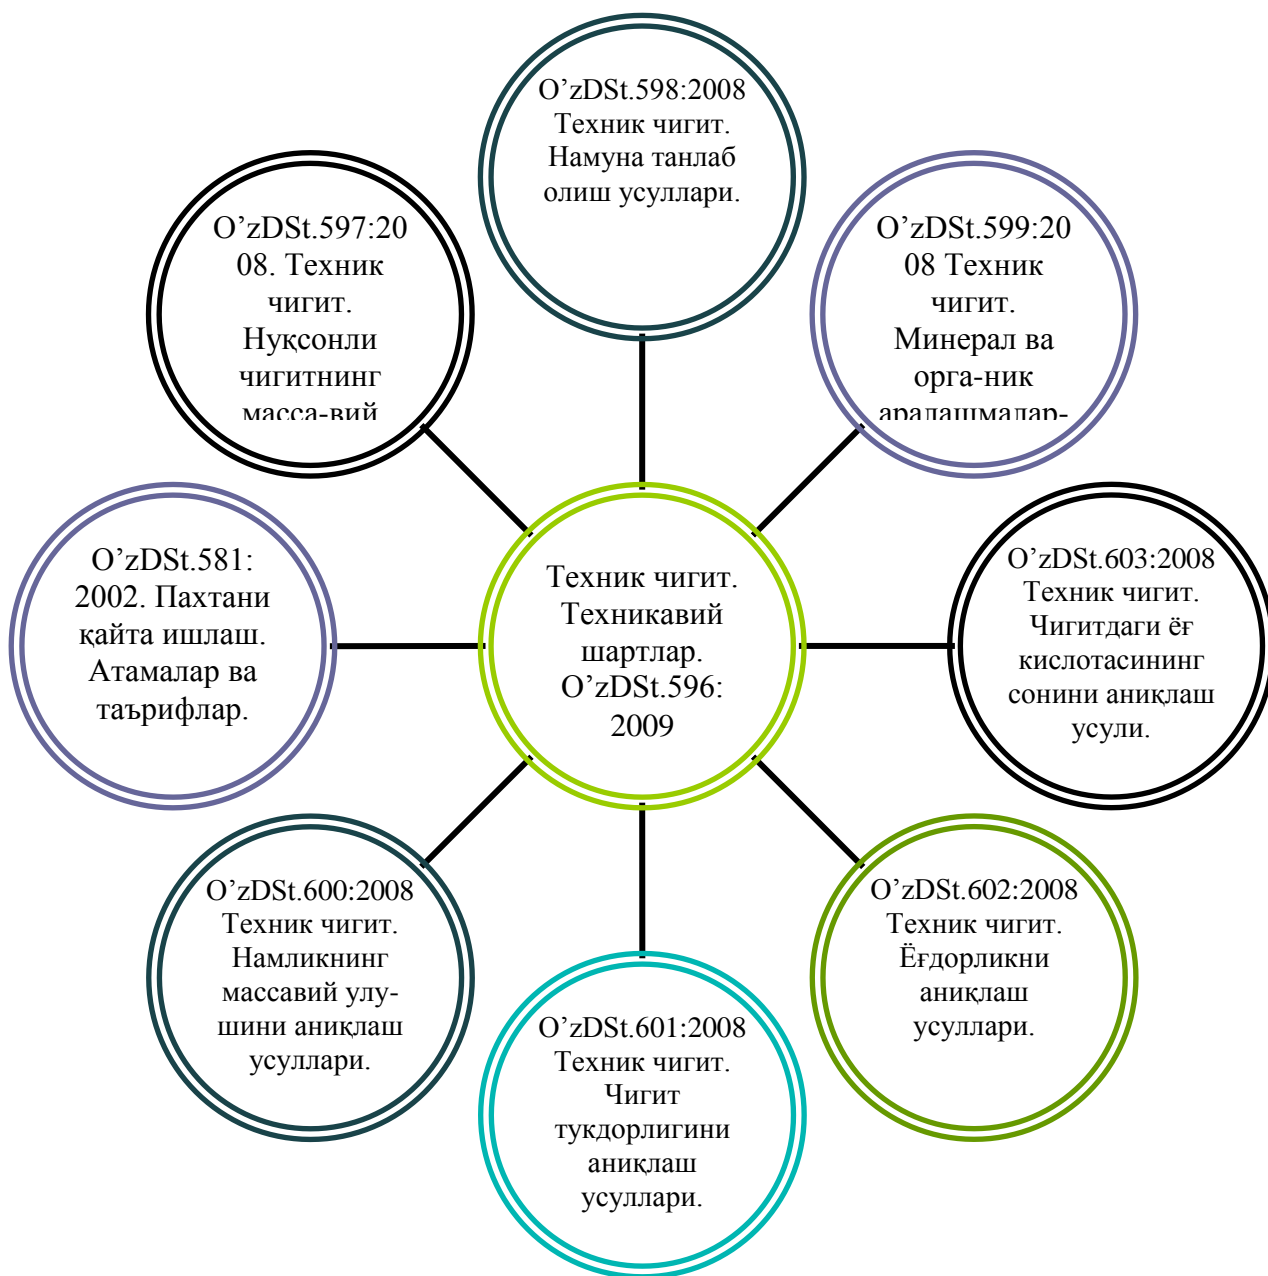 O’zDSt.598:2008
Техник чигит.
Намуна танлаб
олиш усуллари.
O’zDSt.597:20
08. Техник
чигит.
Нуқсонли
чигитнинг
масса-вий
O’zDSt.599:20
08 Техник
чигит.
Минерал ва
орга-ник
аралашмалар-
O’zDSt.581:
2002. Пахтани
қайта ишлаш.
Атамалар ва
таърифлар.
Техник чигит.
Техникавий
шартлар.
O’zDSt.596:
2009
O’zDSt.603:2008
Техник чигит.
Чигитдаги ёғ
кислотасининг
сонини аниқлаш
усули.
O’zDSt.600:2008
Техник чигит.
Намликнинг
массавий улу-
шини аниқлаш
усуллари.
O’zDSt.601:2008
Техник чигит.
Чигит
тукдорлигини
аниқлаш
усуллари.
O’zDSt.602:2008
Техник чигит.
Ёғдорликни
аниқлаш
усуллари.